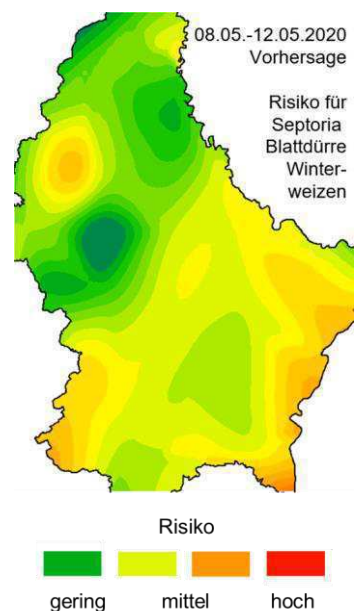 08.05.-12.05.2020
Vorhersage
Risiko für
Septoria
Blattdürre
Winter-
weizen
Risiko
gering mittel hoch